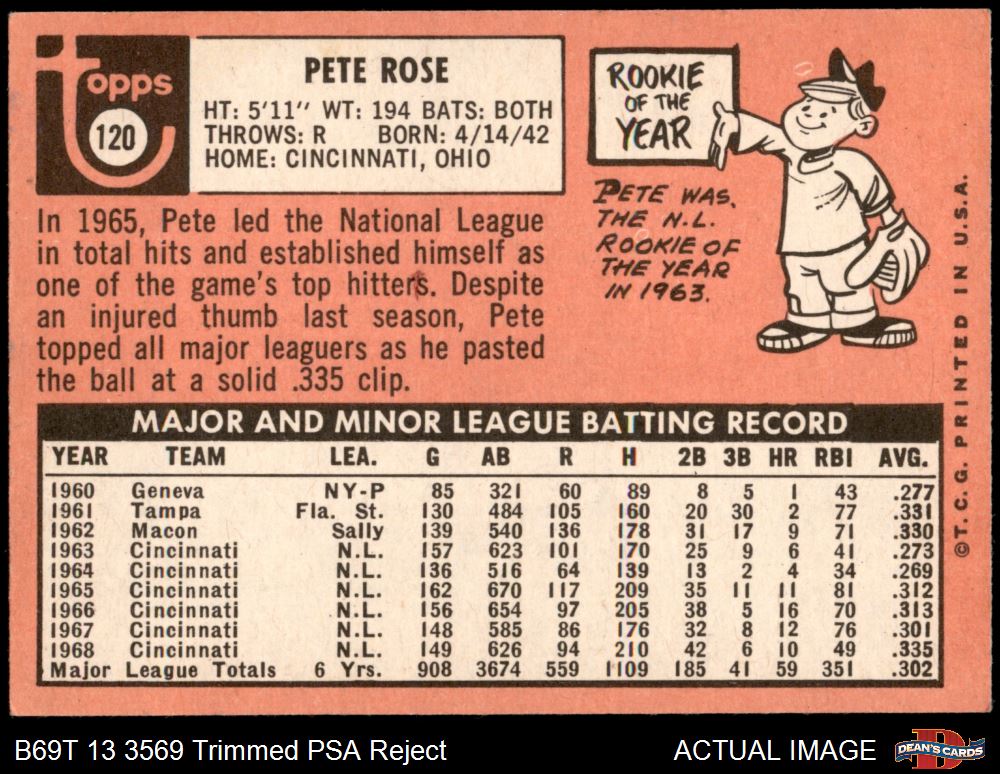 Topps
120
PETE ROSE
HT: 5'11" WT: 194 BATS: BOTH
THROWS: R BORN: 4/14/42
HOME: CINCINNATI, OHIO
In 1965, Pete led the National League
in total hits and established himself as
one of the game's top hitters. Despite
an injured thumb last season, Pete
topped all major leaguers as he pasted
the ball at a solid .335 clip.
ROOKIE
OF THE
YEAR
PETE WAS,
THE N.L.
ROOKIE OF
THE YEAR
IN 1963.
MAJOR AND MINOR LEAGUE BATTING RECORD
YEAR TEAM LEA. G AB R H 2B 3B HR RBI AVG.
1960 Geneva NY-P 85 321 60 89 8 5 1 43 .277
1961 Tampa Fla. St. 130 484 105 160 20 30 2 77 .331
1962 Macon Sally 139 540 136 178 31 17 9 71 .330
1963 Cincinnati N.L. 157 623 101 170 25 9 6 41 .273
1964 Cincinnati N.L. 136 516 64 139 13 2 4 34 .269
1965 Cincinnati N.L. 162 670 117 209 35 11 11 81 .312
1966 Cincinnati N.L. 156 654 97 205 38 5 16 70 .313
1967 Cincinnati N.L. 148 585 86 176 32 8 12 76 .301
1968 Cincinnati N.L. 149 626 94 210 42 6 10 49 .335
Major League Totals 6 Yrs. 908 3674 559 1109 185 41 59 351 .302
©T.C.G. PRINTED IN U.S.A.
B69T 13 3569 Trimmed PSA Reject
ACTUAL IMAGE
DEAN'S CARDS